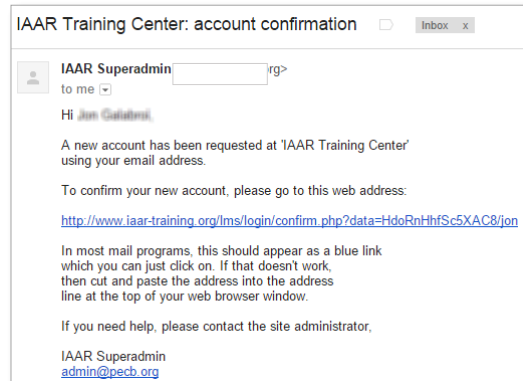 IAAR Training Center: account confirmation
Inbox x
IAAR Superadmin rg>
to me
Hi
A new account has been requested at 'IAAR Training Center'
using your email address.
To confirm your new account, please go to this web address:
http://www.iaar-training.org/lms/login/confirm.php?data=HdoRnHhfSc5XAC8/jon
In most mail programs, this should appear as a blue link
which you can just click on. If that doesn't work,
then cut and paste the address into the address
line at the top of your web browser window.
If you need help, please contact the site administrator,
IAAR Superadmin
admin@pecb.org